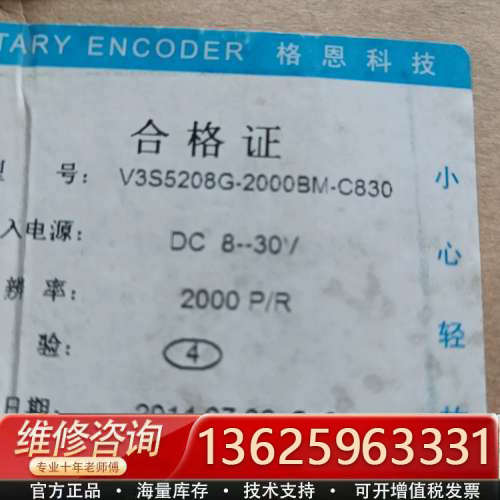 TARY ENCODER 格恩科技
合格证
型 号: V3S5208G-2000BM-C830
入电源: DC 8--30V
辨 率: 2000 P/R
验: 4
日期:
小心轻
维修咨询
专业十年老师傅
13625963331
官方正品 · 海量库存 · 技术支持 · 可开增值税发票